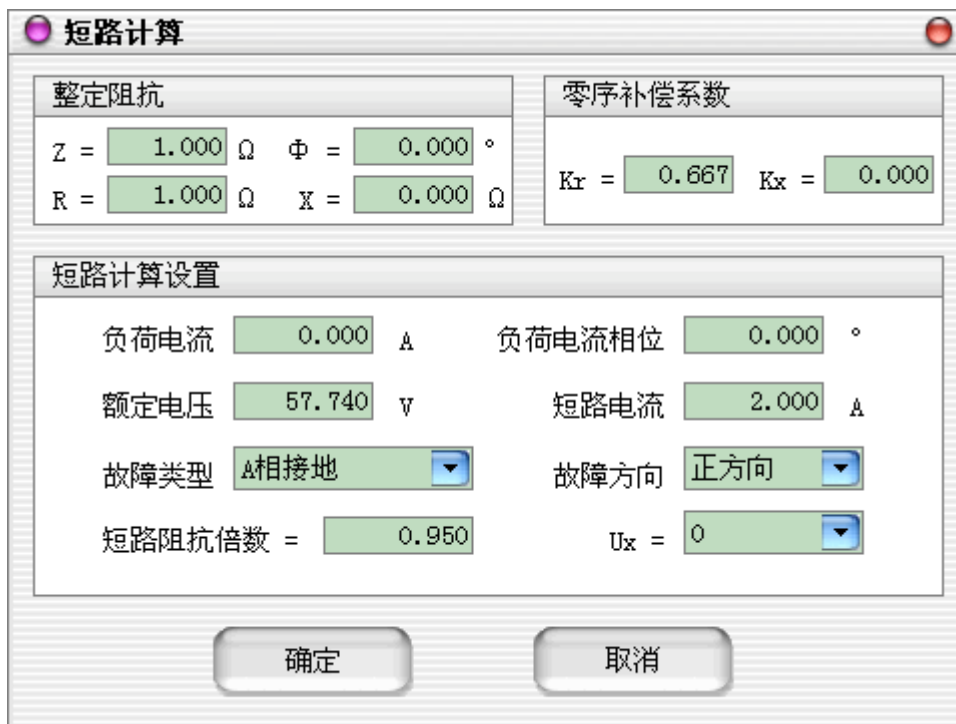 短路计算
整定阻抗
Z = 1.000 Ω Φ = 0.000 °
R = 1.000 Ω X = 0.000 Ω
零序补偿系数
Kr = 0.667 Kx = 0.000
短路计算设置
负荷电流 0.000 A 负荷电流相位 0.000 °
额定电压 57.740 V 短路电流 2.000 A
故障类型 A相接地 故障方向 正方向
短路阻抗倍数 = 0.950 Ux = 0
确定 取消